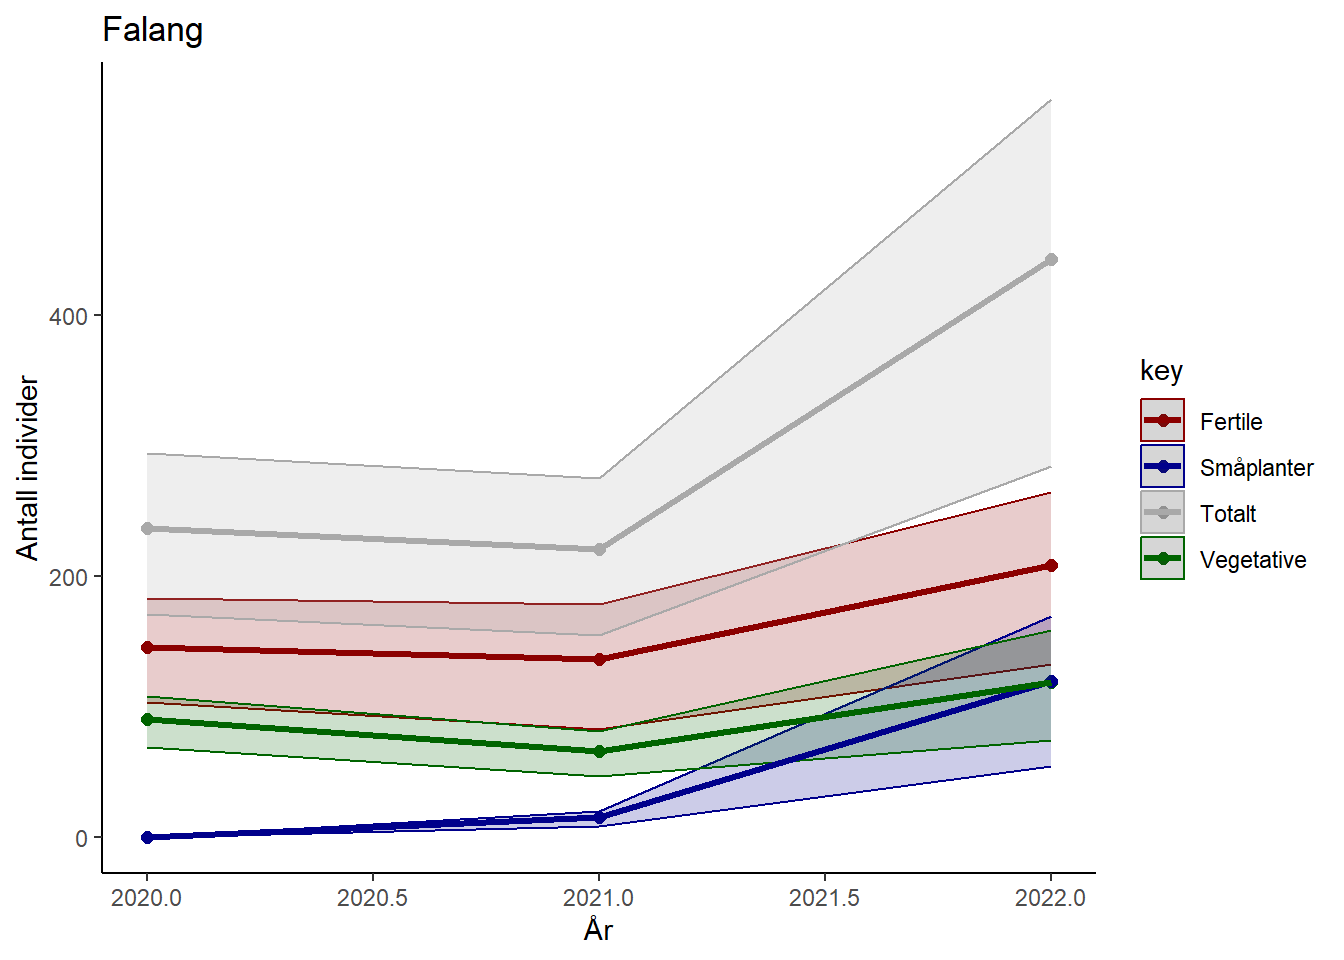 Falang
Antall individer
400
200
0
2020.0
2020.5
2021.0
2021.5
2022.0
År
key
Fertile
Småplanter
Totalt
Vegetative